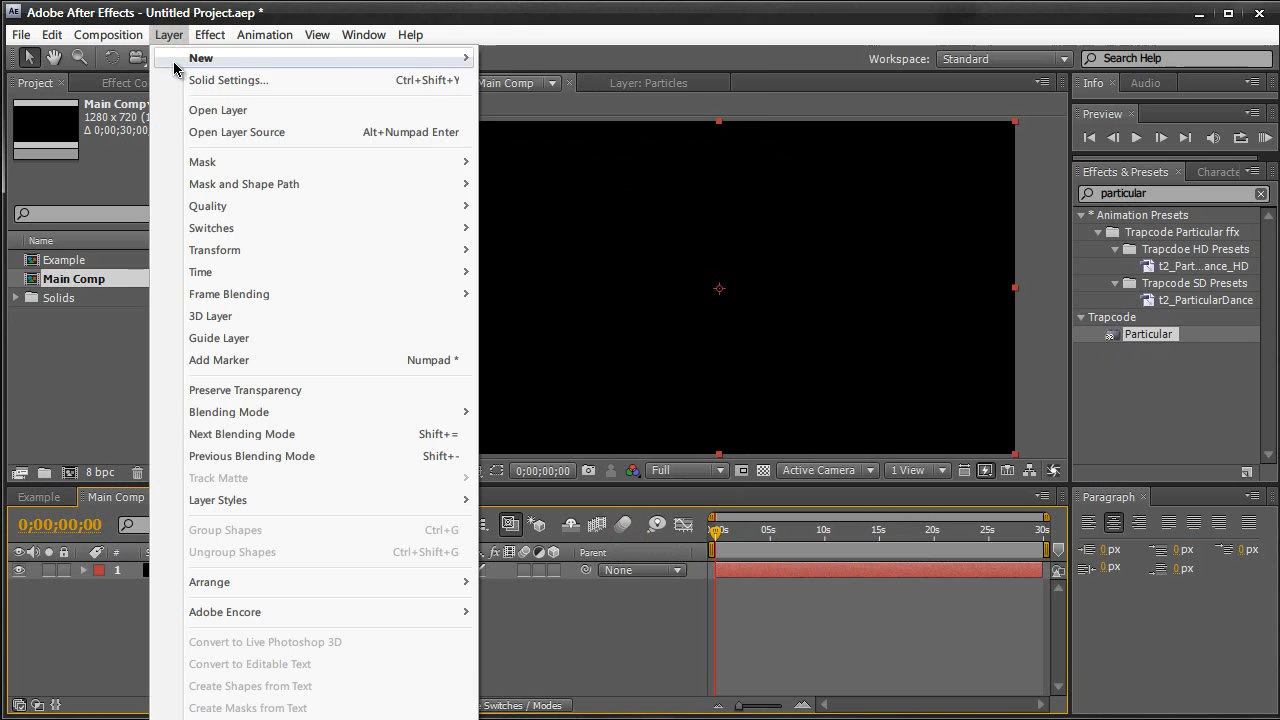 Adobe After Effects - Untitled Project.aep *
File Edit Composition Layer Effect Animation View Window Help
Workspace: Standard Search Help
New
Solid Settings... Ctrl+Shift+Y
Open Layer
Open Layer Source Alt+Numpad Enter
Mask
Mask and Shape Path
Quality
Switches
Transform
Time
Frame Blending
3D Layer
Guide Layer
Add Marker Numpad *
Preserve Transparency
Blending Mode
Next Blending Mode Shift+=
Previous Blending Mode Shift+-
Track Matte
Layer Styles
Group Shapes Ctrl+G
Ungroup Shapes Ctrl+Shift+G
Arrange
Adobe Encore
Convert to Live Photoshop 3D
Convert to Editable Text
Create Shapes from Text
Create Masks from Text
Project Effect Co
Main Comp
1280 x 720 (1
Δ 0;00;30;00
Name
Example
Main Comp
Solids
8 bpc
Main Comp Layer: Particles
0;00;00;00 Full Active Camera 1 View
Info Audio
Preview
Effects & Presets Characte
particular
* Animation Presets
Trapcode Particular ffx
Trapcdoe HD Presets
t2_Part...ance_HD
Trapcode SD Presets
t2_ParticularDance
Trapcode
Particular
Example Main Comp
0;00;00;00
05s 10s 15s 20s 25s 30s
# Parent
1 None
Switches / Modes
Paragraph
0 px 0 px 0 px
0 px 0 px